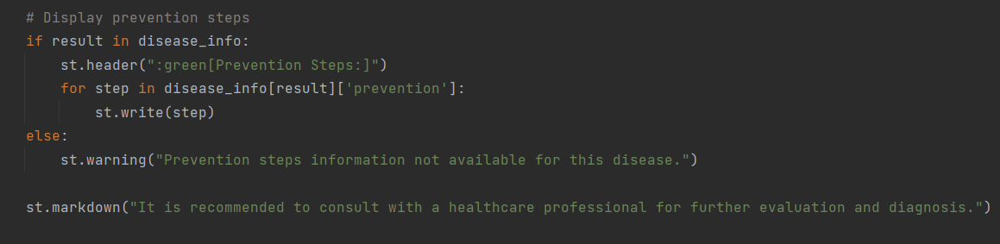 # Display prevention steps
if result in disease_info:
    st.header(":green[Prevention Steps:]")
    for step in disease_info[result]['prevention']:
        st.write(step)
else:
    st.warning("Prevention steps information not available for this disease.")
st.markdown("It is recommended to consult with a healthcare professional for further evaluation and diagnosis.")